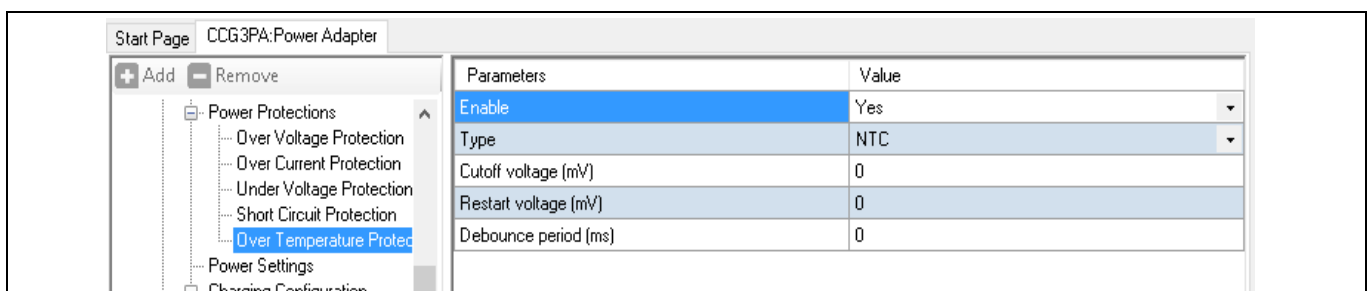 Start Page CCG3PA:Power Adapter
Add Remove
Parameters Value
Power Protections
Over Voltage Protection
Over Current Protection
Under Voltage Protection
Short Circuit Protection
Over Temperature Protec
Power Settings
Charging Configuration
Enable Yes
Type NTC
Cutoff voltage (mV) 0
Restart voltage (mV) 0
Debounce period (ms) 0